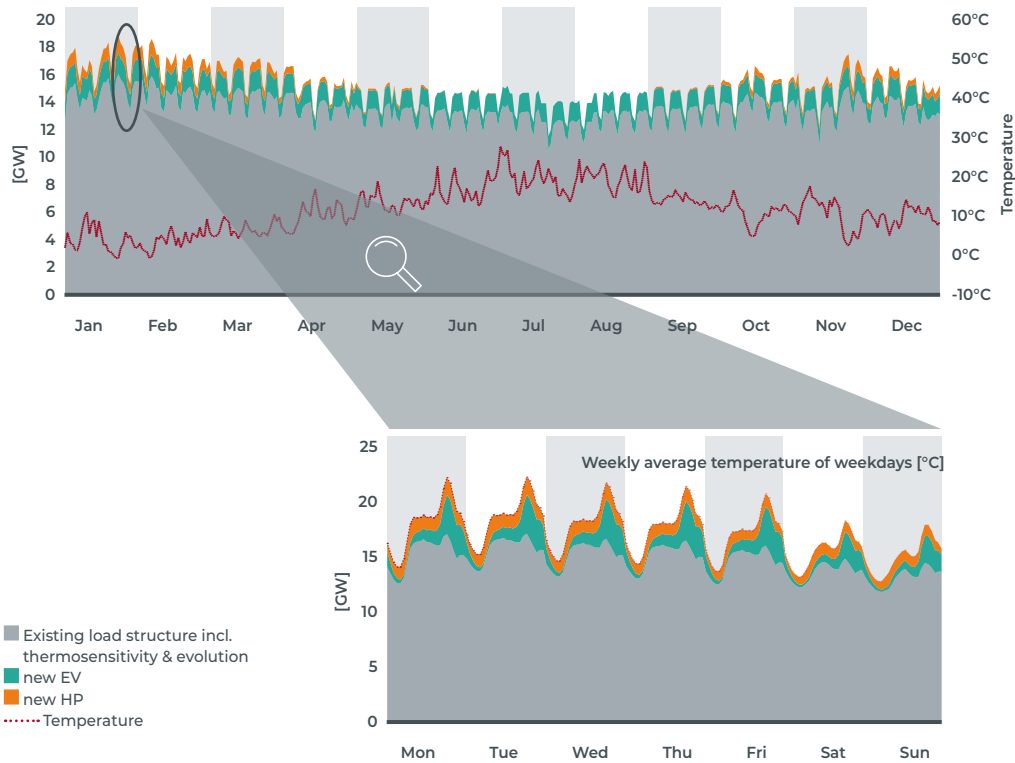 20
18
16
14
12
10
8
6
4
2
0
[GW]
60°C
50°C
40°C
30°C
20°C
10°C
0°C
-10°C
Temperature
Jan Feb Mar Apr May Jun Jul Aug Sep Oct Nov Dec
25
20
15
10
5
0
[GW]
Weekly average temperature of weekdays [°C]
Mon Tue Wed Thu Fri Sat Sun
Existing load structure incl.
thermosensitivity & evolution
new EV
new HP
Temperature